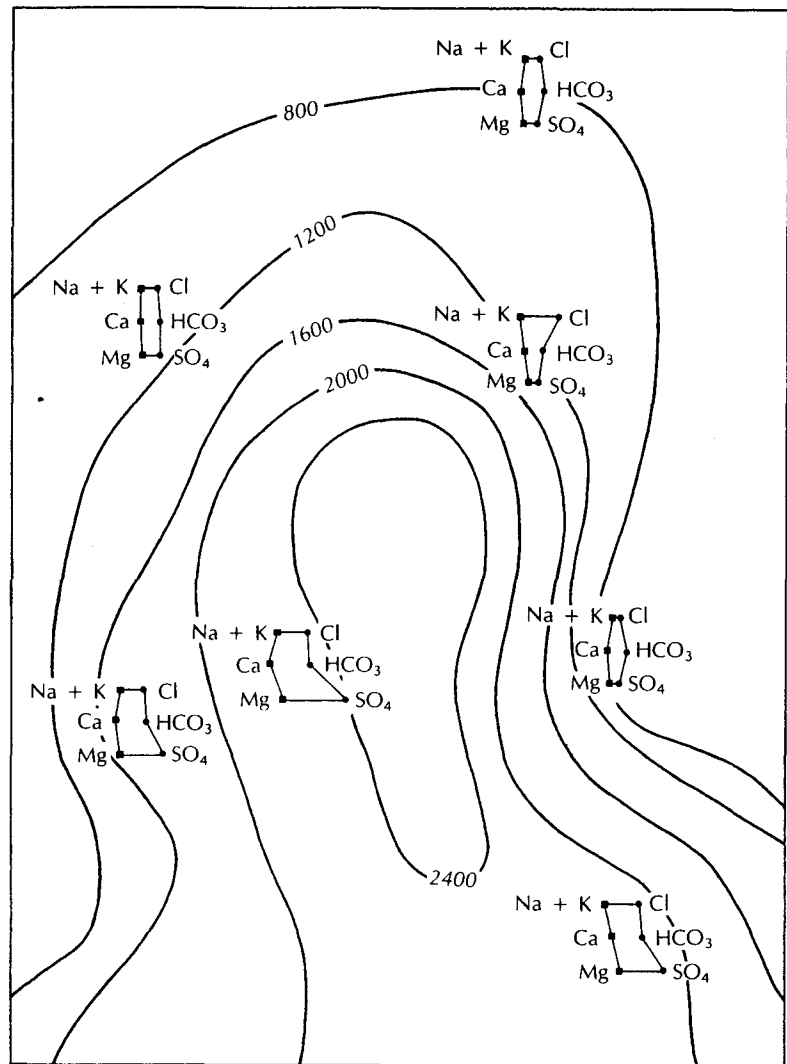 Na + K Cl
Ca HCO₃
Mg SO₄
800
1200
Na + K Cl
Ca HCO₃
Mg SO₄
Na + K Cl
Ca HCO₃
Mg SO₄
1600
2000
Na + K Cl
Ca HCO₃
Mg SO₄
Na + K Cl
Ca HCO₃
Mg SO₄
Na + K Cl
Ca HCO₃
Mg SO₄
2400
Na + K Cl
Ca HCO₃
Mg SO₄